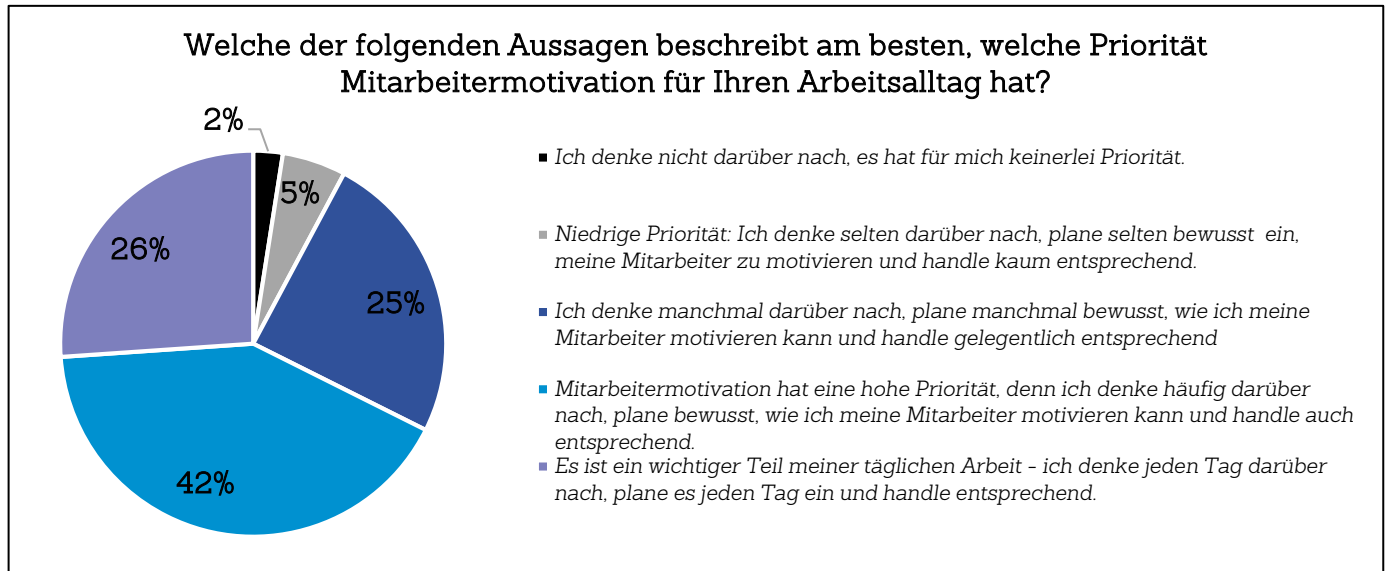 Welche der folgenden Aussagen beschreibt am besten, welche Priorität
Mitarbeitermotivation für Ihren Arbeitsalltag hat?
2%
5%
25%
42%
26%
Ich denke nicht darüber nach, es hat für mich keinerlei Priorität.
Niedrige Priorität: Ich denke selten darüber nach, plane selten bewusst  ein,
meine Mitarbeiter zu motivieren und handle kaum entsprechend.
Ich denke manchmal darüber nach, plane manchmal bewusst, wie ich meine
Mitarbeiter motivieren kann und handle gelegentlich entsprechend
Mitarbeitermotivation hat eine hohe Priorität, denn ich denke häufig darüber
nach, plane bewusst, wie ich meine Mitarbeiter motivieren kann und handle auch
entsprechend.
Es ist ein wichtiger Teil meiner täglichen Arbeit - ich denke jeden Tag darüber
nach, plane es jeden Tag ein und handle entsprechend.